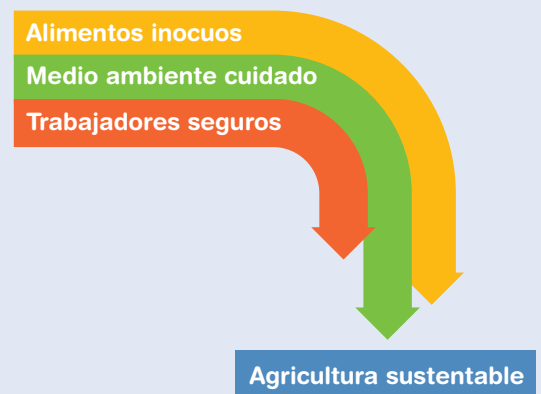 Alimentos inocuos
Medio ambiente cuidado
Trabajadores seguros
Agricultura sustentable